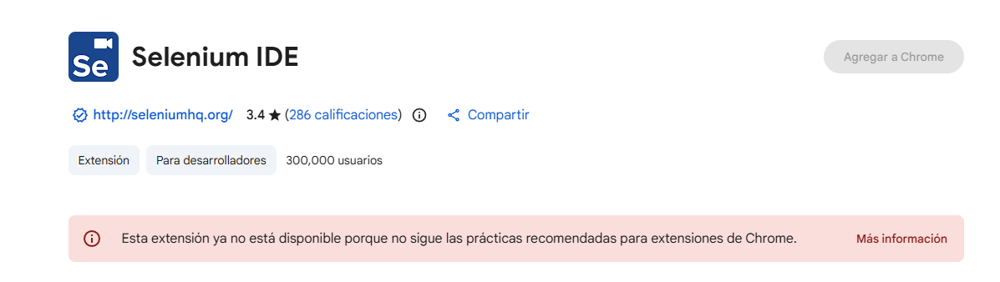 Se
Selenium IDE
Agregar a Chrome
http://seleniumhq.org/ 3.4 ★ (286 calificaciones) Compartir
Extensión Para desarrolladores 300,000 usuarios
Esta extensión ya no está disponible porque no sigue las prácticas recomendadas para extensiones de Chrome. Más información